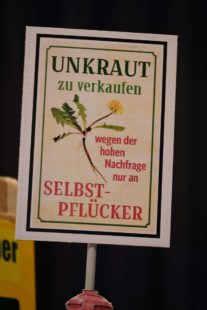 UNKRAUT
zu verkaufen
wegen der
hohen
Nachfrage
nur an
SELBST-
PFLÜCKER